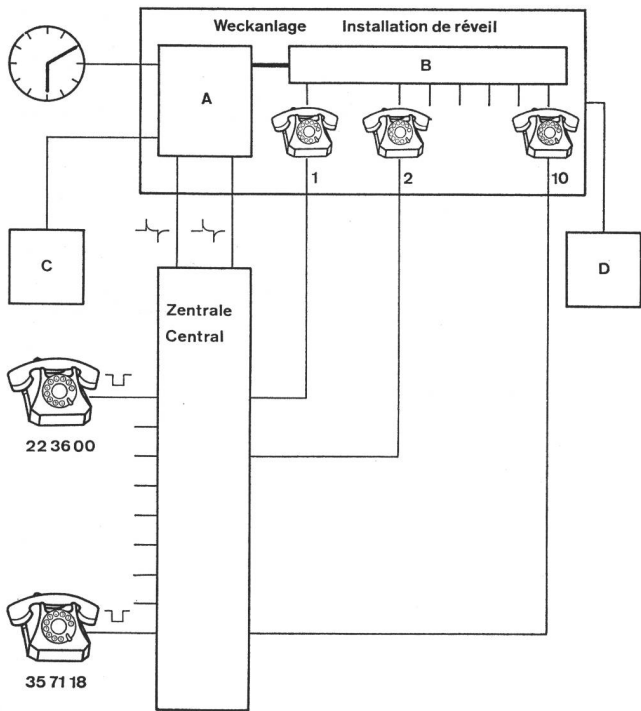 Weckanlage Installation de réveil
A
B
1
2
10
C
D
Zentrale
Central
22 36 00
35 71 18